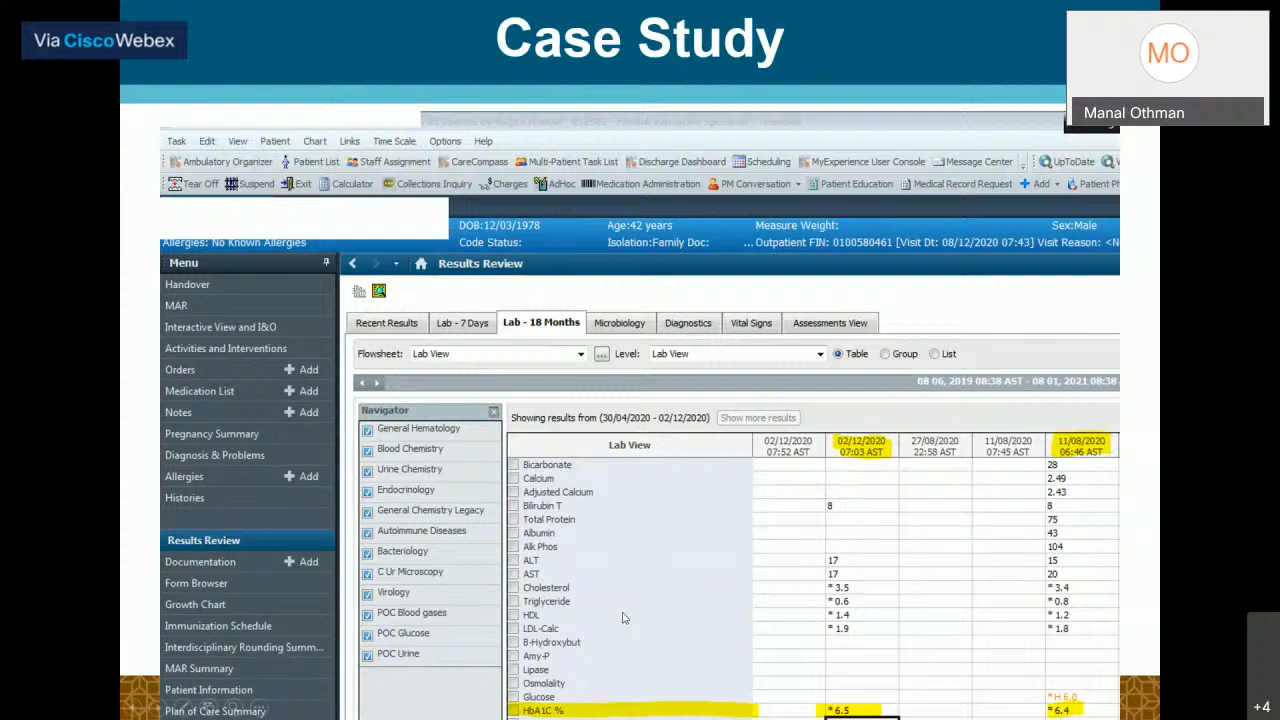 Case Study
Via CiscoWebex
MO
Manal Othman
Task Edit View Patient Chart Links Time Scale Options Help
Ambulatory Organizer Patient List Staff Assignment CareCompass Multi-Patient Task List Discharge Dashboard Scheduling MyExperience User Console Message Center UpToDate
Tear Off Suspend Exit Calculator Collections Inquiry Charges AdHoc Medication Administration PM Conversation Patient Education Medical Record Request Add Patient Ph
DOB:12/03/1978 Age:42 years Measure Weight: Sex:Male
Allergies: No Known Allergies Code Status: Isolation:Family Doc: ... Outpatient FIN: 0100580461 [Visit Dt: 08/12/2020 07:43] Visit Reason: <N
Menu
Results Review
Handover
MAR
Interactive View and I&O
Activities and Interventions
Orders + Add
Medication List + Add
Notes + Add
Pregnancy Summary
Diagnosis & Problems
Allergies + Add
Histories
Results Review
Documentation + Add
Form Browser
Growth Chart
Immunization Schedule
Interdisciplinary Rounding Summ...
MAR Summary
Patient Information
Plan of Care Summary
Recent Results Lab - 7 Days Lab - 18 Months Microbiology Diagnostics Vital Signs Assessments View
Flowsheet: Lab View ... Level: Lab View Table Group List
08 06, 2019 08:38 AST - 08 01, 2021 08:38
Navigator
General Hematology
Blood Chemistry
Urine Chemistry
Endocrinology
General Chemistry Legacy
Autoimmune Diseases
Bacteriology
C Ur Microscopy
Virology
POC Blood gases
POC Glucose
POC Urine
Showing results from (30/04/2020 - 02/12/2020) Show more results
Lab View
02/12/2020 02/12/2020 27/08/2020 11/08/2020 11/08/2020
07:52 AST 07:03 AST 22:58 AST 07:45 AST 06:46 AST
Bicarbonate 28
Calcium 2.49
Adjusted Calcium 2.43
Bilirubin T 8 8
Total Protein 75
Albumin 43
Alk Phos 104
ALT 17 15
AST 17 20
Cholesterol * 3.5 * 3.4
Triglyceride * 0.6 * 0.8
HDL * 1.4 * 1.2
LDL-Calc * 1.9 * 1.8
B-Hydroxybut
Amy-P
Lipase
Osmolality
Glucose * H 6.0
HbA1C % * 6.5 * 6.4
+4